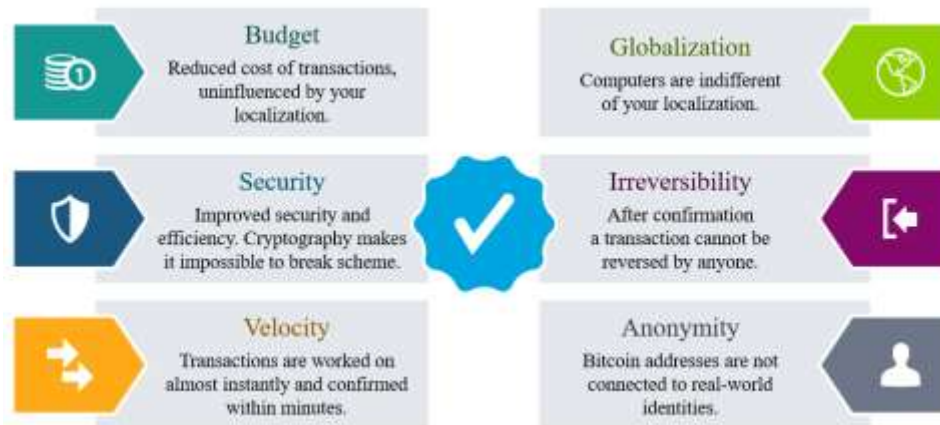 Budget
Reduced cost of transactions,
uninfluenced by your
localization.
Globalization
Computers are indifferent
of your localization.
Security
Improved security and
efficiency. Cryptography makes
it impossible to break scheme.
Irreversibility
After confirmation
a transaction cannot be
reversed by anyone.
Velocity
Transactions are worked on
almost instantly and confirmed
within minutes.
Anonymity
Bitcoin addresses are not
connected to real-world
identities.
1